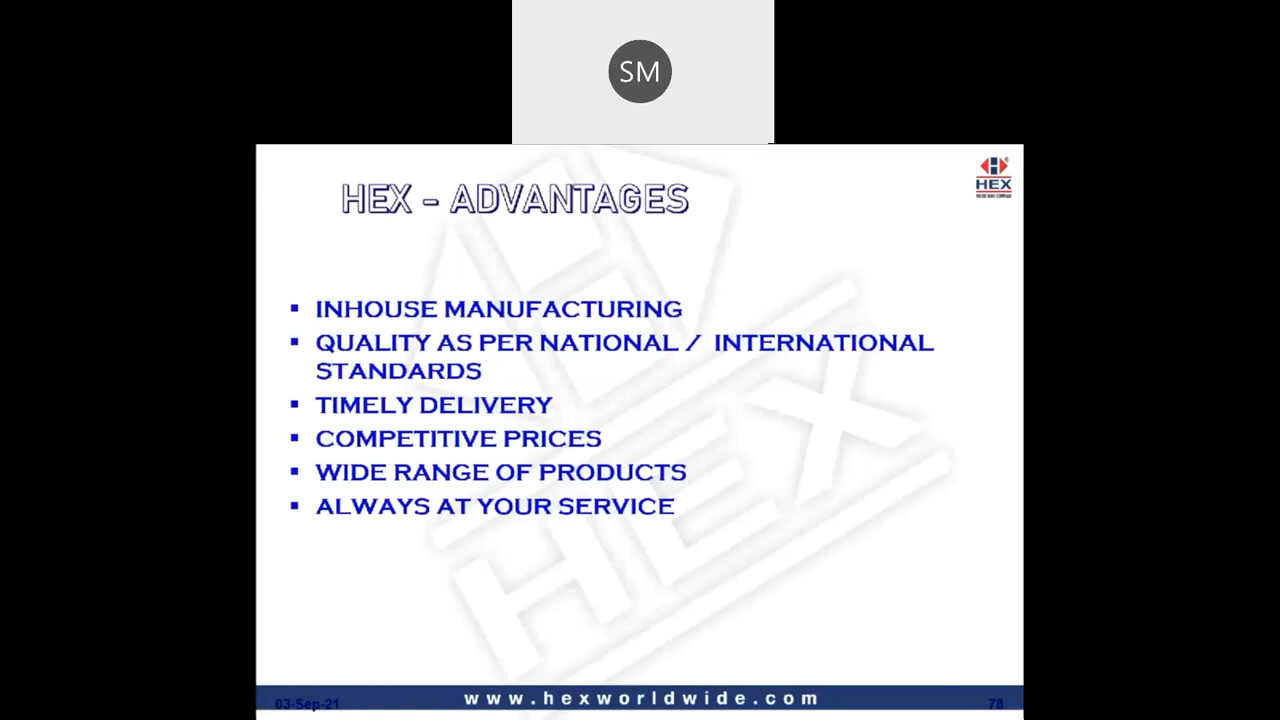 SM
HEX - ADVANTAGES
HEX
▪ INHOUSE MANUFACTURING
▪ QUALITY AS PER NATIONAL / INTERNATIONAL
STANDARDS
▪ TIMELY DELIVERY
▪ COMPETITIVE PRICES
▪ WIDE RANGE OF PRODUCTS
▪ ALWAYS AT YOUR SERVICE
HEX
03-Sep-21
www.hexworldwide.com
78